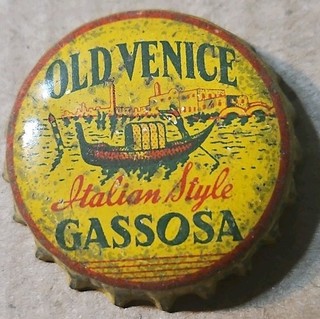 OLD VENICE
Italian Style
GASSOSA